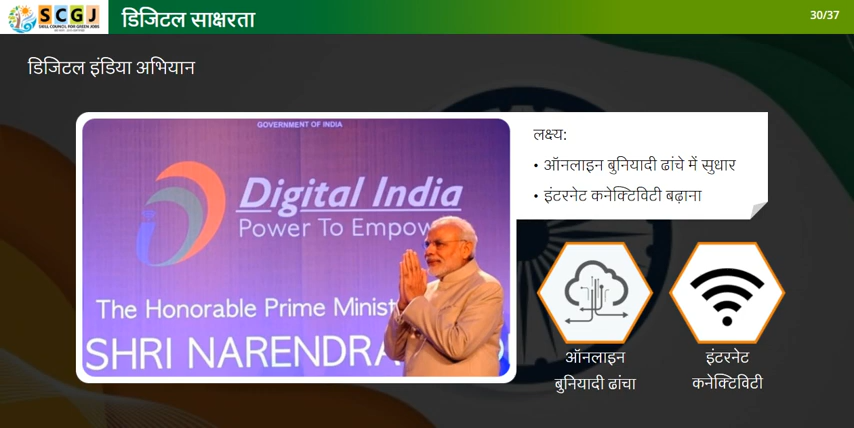 SCGJ
SKILL COUNCIL FOR GREEN JOBS
डिजिटल साक्षरता
30/37
डिजिटल इंडिया अभियान
GOVERNMENT OF INDIA
Digital India
Power To Empow
The Honorable Prime Minist
SHRI NARENDRA
लक्ष्य:
• ऑनलाइन बुनियादी ढांचे में सुधार
• इंटरनेट कनेक्टिविटी बढ़ाना
ऑनलाइन
बुनियादी ढांचा
इंटरनेट
कनेक्टिविटी